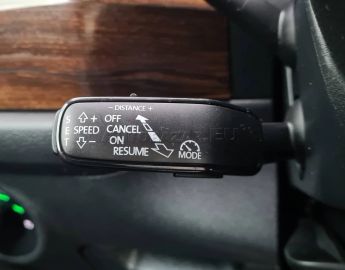 - DISTANCE +
S E T
+ OFF
SPEED CANCEL
ON
- RESUME
MODE